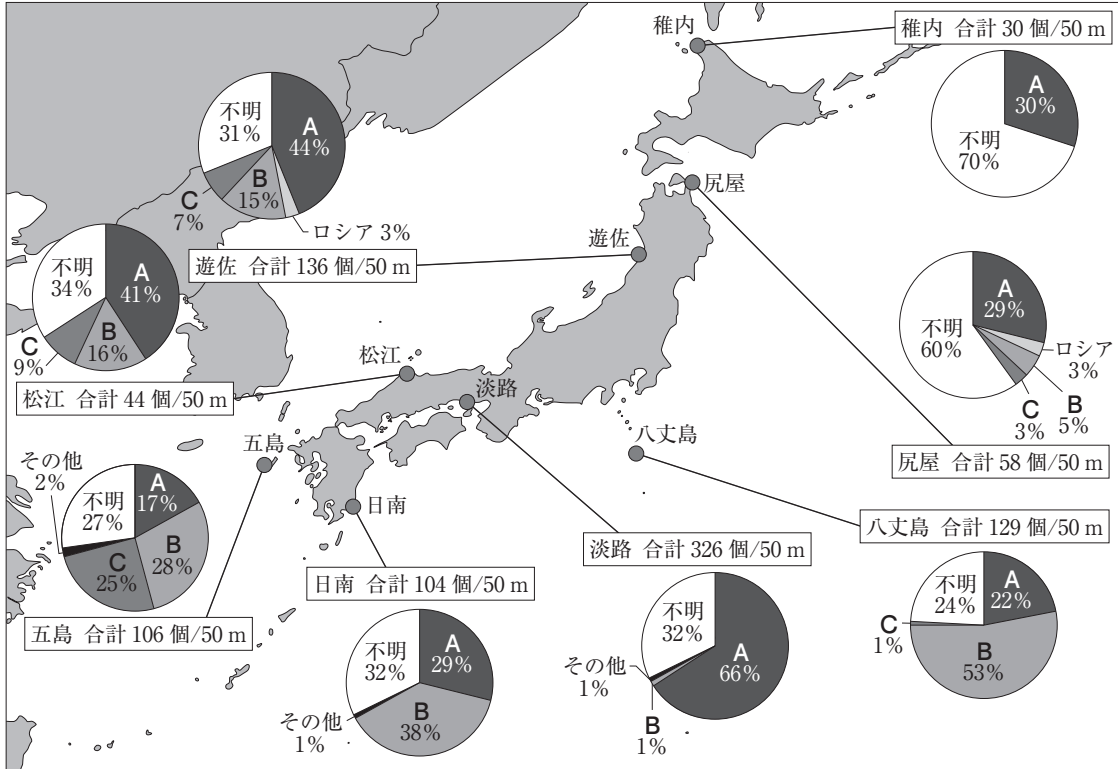 稚内
稚内 合計 30 個/50 m
A
30%
不明
70%
不明
31%
A
44%
B
15%
C
7%
ロシア 3%
尻屋
遊佐
遊佐 合計 136 個/50 m
不明
34%
A
41%
B
16%
C
9%
松江 合計 44 個/50 m
松江
淡路
八丈島
五島
日南
A
29%
不明
60%
ロシア
3%
B
5%
C
3%
尻屋 合計 58 個/50 m
その他
2%
不明
27%
A
17%
B
28%
C
25%
五島 合計 106 個/50 m
日南 合計 104 個/50 m
不明
32%
A
29%
B
38%
その他
1%
淡路 合計 326 個/50 m
不明
32%
A
66%
その他
1%
B
1%
八丈島 合計 129 個/50 m
不明
24%
A
22%
C
1%
B
53%